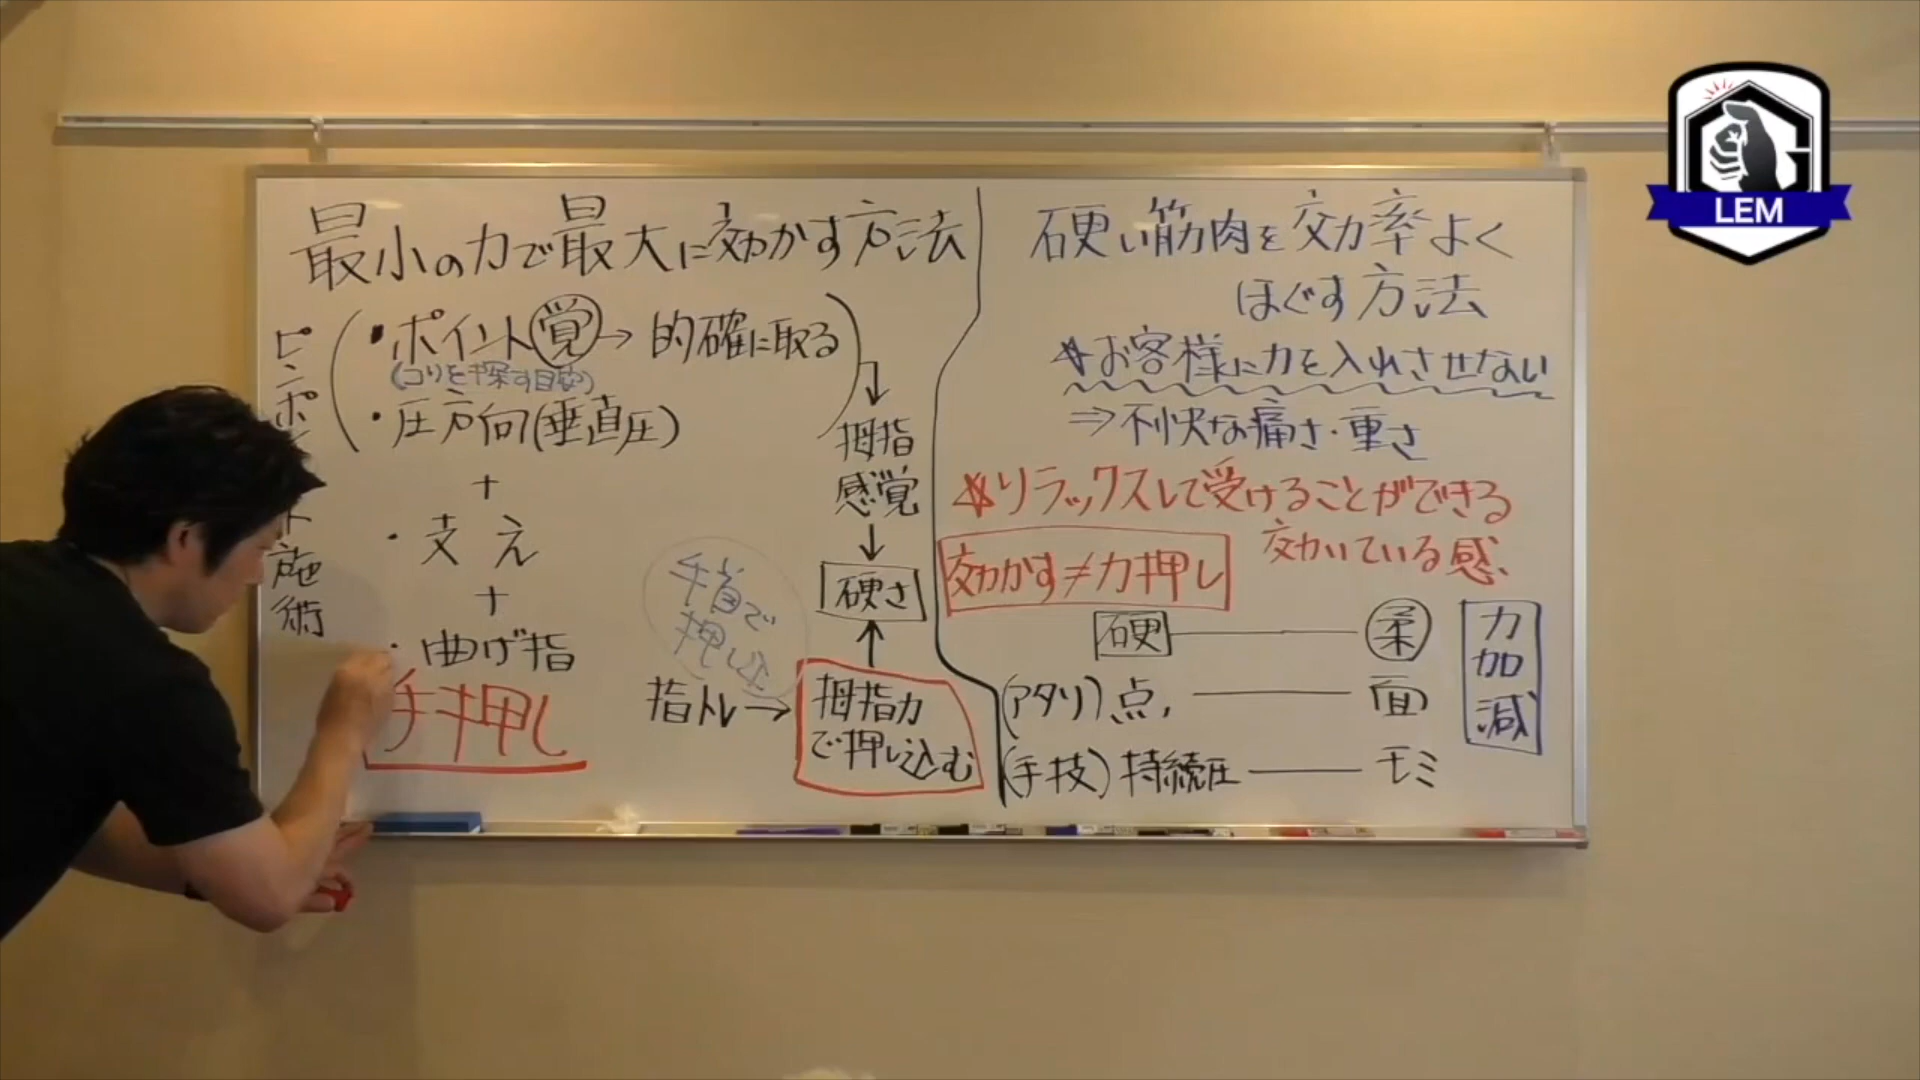 最小の力で最大に効かす方法
・ポイント覚→的確に取る
(コリを探す目安)
・圧方向(垂直圧)
+
・支え
+
・曲げ指
手押し
施術
拇指
感覚
↓
硬さ
↑
拇指力
で押し込む
指トレ→
手首で
押し込
硬い筋肉を効率よく
ほぐす方法
☆お客様に力を入れさせない
⇒不快な痛さ・重さ
☆リラックスして受けることができる
効いている感、
効かす≠力押し
硬――柔
(アタリ)点、――面
(手技)持続圧――モミ
力加減
LEM